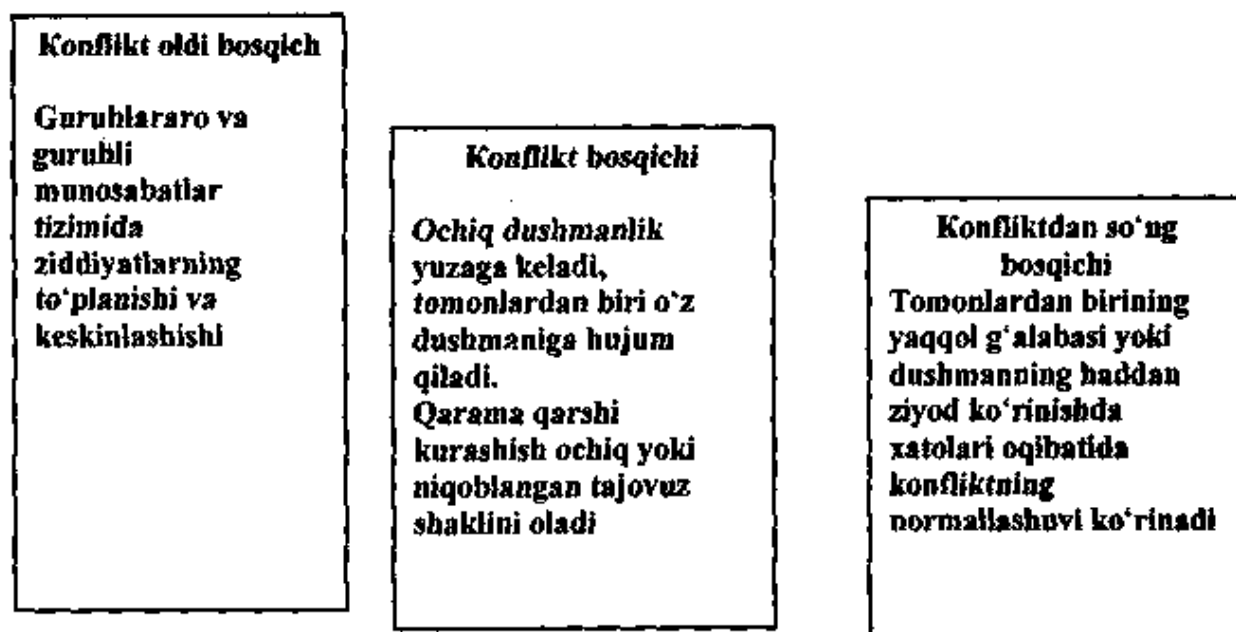 Konflikt oldi bosqich
Guruhlararo va
guruhli
munosabatlar
tizimida
ziddiyatlarning
to‘planishi va
keskinlashishi
Konflikt bosqichi
Ochiq dushmanlik
yuzaga keladi,
tomonlardan biri o‘z
dushmaniga hujum
qiladi.
Qarama qarshi
kurashish ochiq yoki
niqoblangan tajovuz
shaklini oladi
Konfliktdan so‘ng
bosqichi
Tomonlardan birining
yaqqol g‘alabasi yoki
dushmanning haddan
ziyod ko‘rinishda
xatolari oqibatida
konfliktning
normallashuvi ko‘rinadi